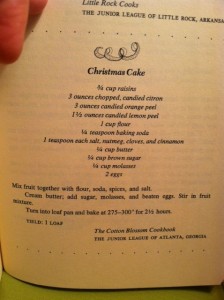 Little Rock Cooks
THE JUNIOR LEAGUE OF LITTLE ROCK, ARKANSA
Christmas Cake
¾ cup raisins
3 ounces chopped, candied citron
3 ounces candied orange peel
1½ ounces candied lemon peel
1 cup flour
¼ teaspoon baking soda
1 teaspoon each salt, nutmeg, cloves, and cinnamon
¼ cup butter
¼ cup brown sugar
¼ cup molasses
2 eggs
Mix fruit together with flour, soda, spices, and salt.
Cream butter; add sugar, molasses, and beaten eggs. Stir in fruit
mixture.
Turn into loaf pan and bake at 275-300° for 2½ hours.
YIELD: 1 LOAF
The Cotton Blossom Cookbook
THE JUNIOR LEAGUE OF ATLANTA, GEORGIA